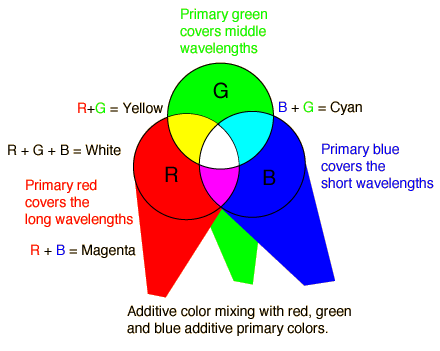 Primary green
covers middle
wavelengths
G
R+G = Yellow
B + G = Cyan
R + G + B = White
R
B
Primary blue
covers the
short wavelengths
Primary red
covers the
long wavelengths
R + B = Magenta
Additive color mixing with red, green
and blue additive primary colors.